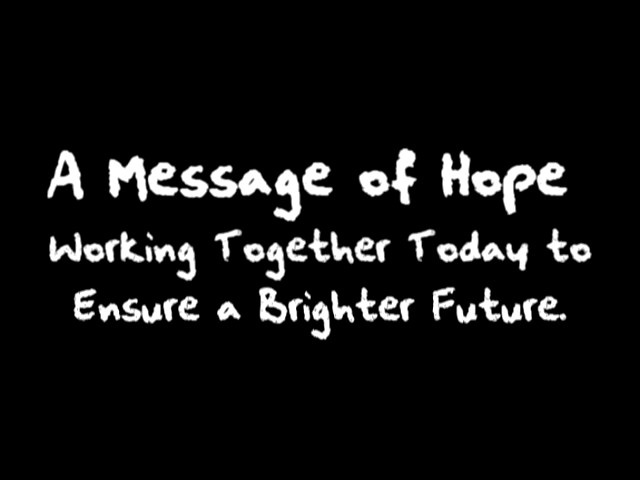 A Message of Hope
Working Together Today to
Ensure a Brighter Future.